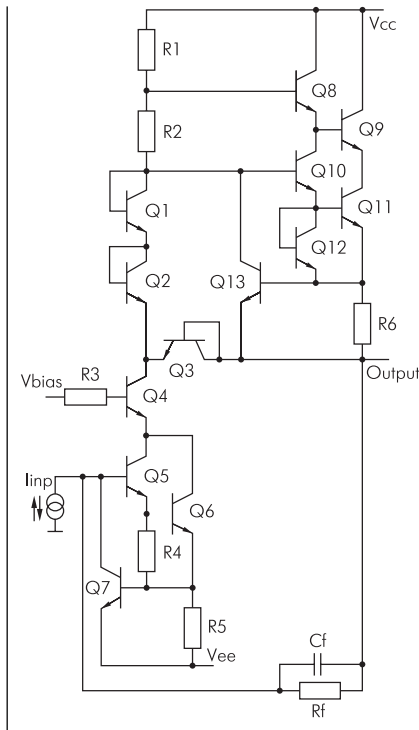 Vcc
R1
Q8
Q9
R2
Q10
Q1
Q11
Q12
Q2
Q13
R6
Q3
Output
Vbias
R3
Q4
Iinp
Q5
Q6
R4
Q7
R5
Vee
Cf
Rf